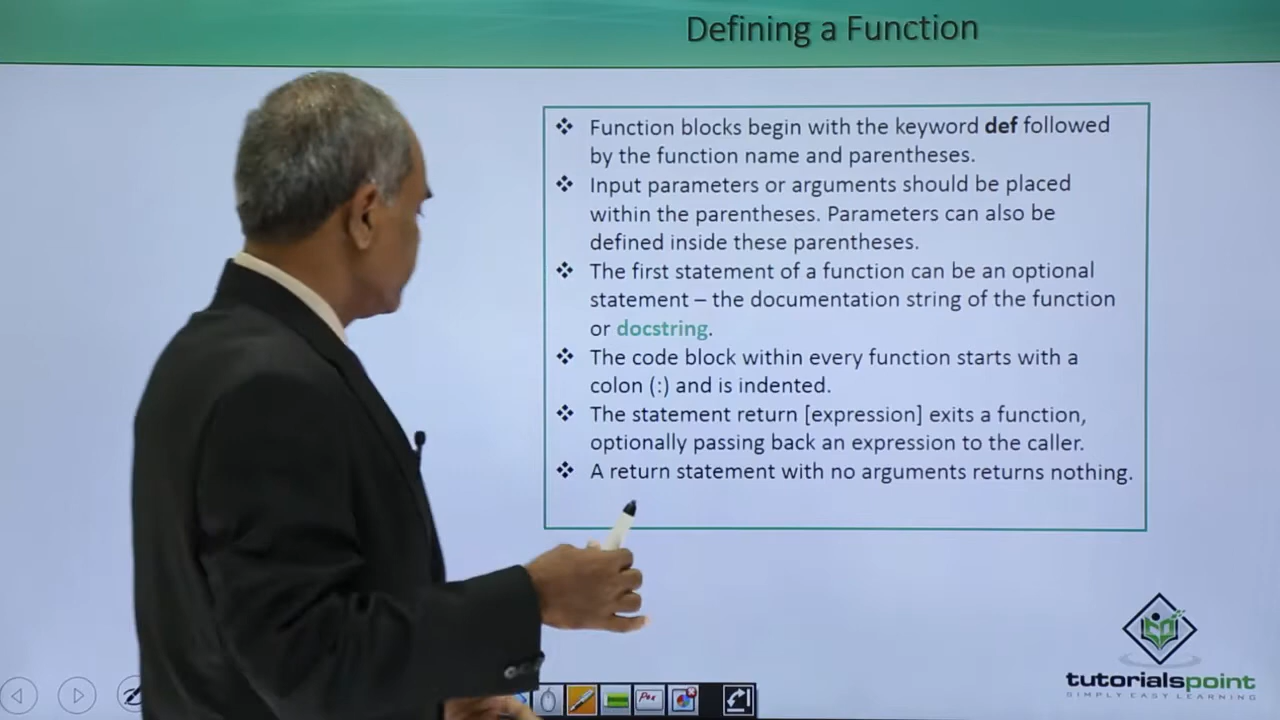 Defining a Function
❖ Function blocks begin with the keyword def followed
by the function name and parentheses.
❖ Input parameters or arguments should be placed
within the parentheses. Parameters can also be
defined inside these parentheses.
❖ The first statement of a function can be an optional
statement – the documentation string of the function
or docstring.
❖ The code block within every function starts with a
colon (:) and is indented.
❖ The statement return [expression] exits a function,
optionally passing back an expression to the caller.
❖ A return statement with no arguments returns nothing.
tutorialspoint
SIMPLY EASY LEARNING
Pen